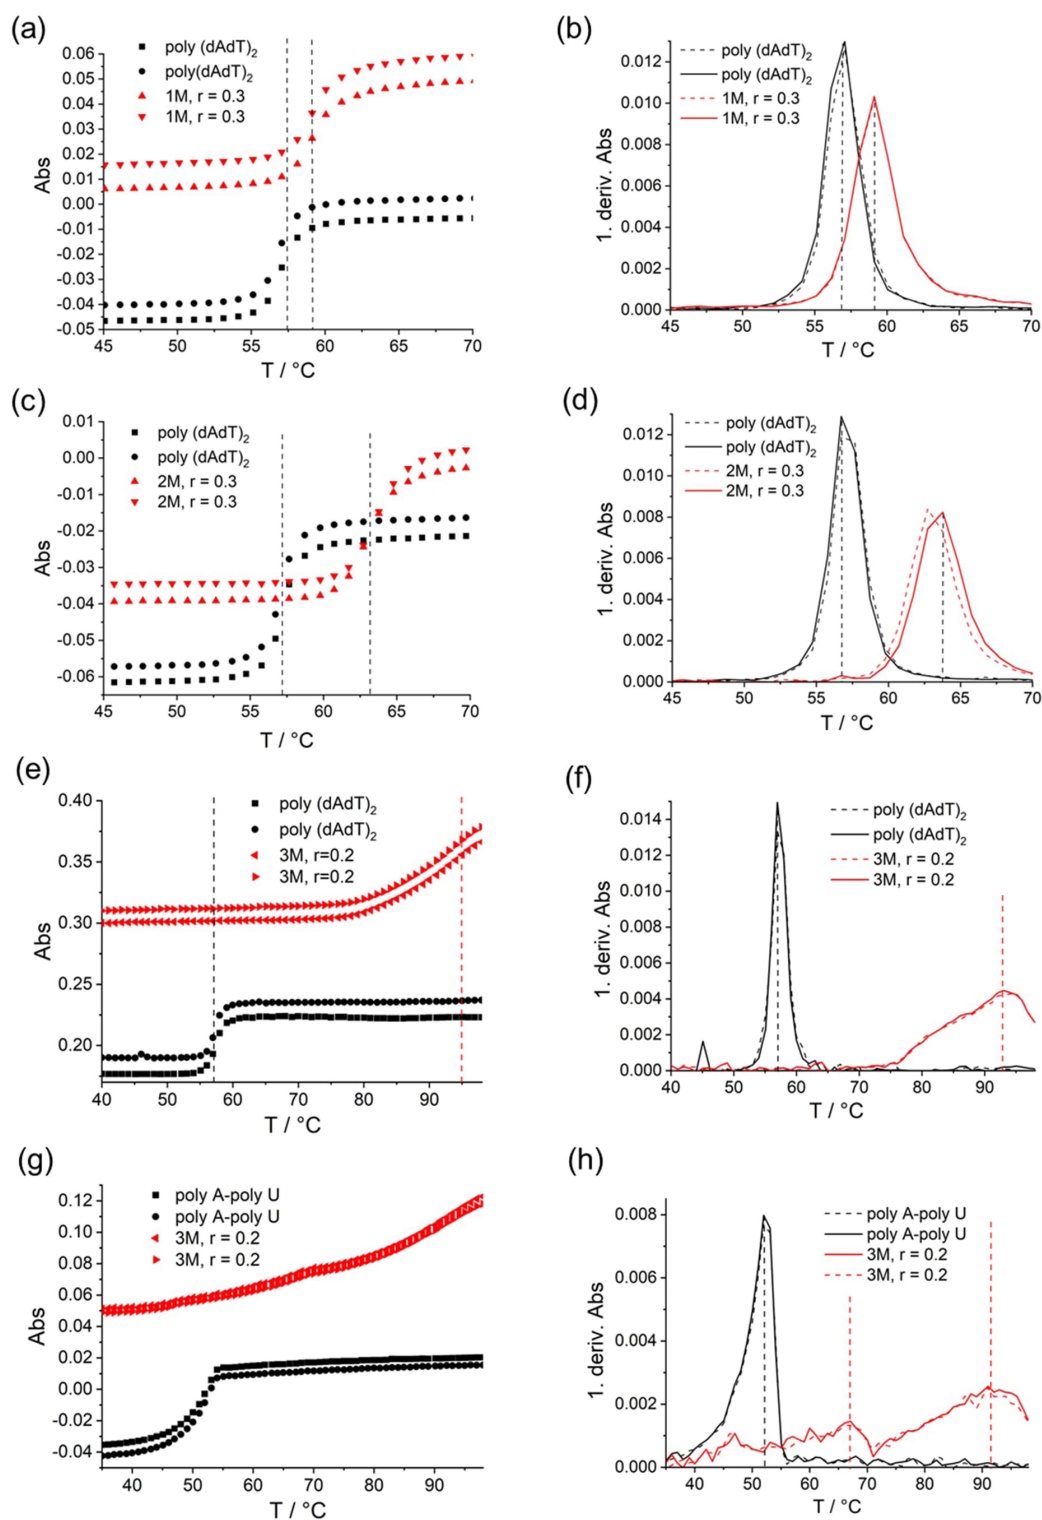 (a)
poly (dAdT)₂
poly(dAdT)₂
1M, r = 0.3
1M, r = 0.3
0.06
0.05
0.04
0.03
0.02
0.01
0.00
-0.01
-0.02
-0.03
-0.04
-0.05
Abs
45 50 55 60 65 70
T / °C
(b)
poly (dAdT)₂
poly (dAdT)₂
1M, r = 0.3
1M, r = 0.3
0.012
0.010
0.008
0.006
0.004
0.002
0.000
1. deriv. Abs
45 50 55 60 65 70
T / °C
(c)
poly (dAdT)₂
poly (dAdT)₂
2M, r = 0.3
2M, r = 0.3
0.01
0.00
-0.01
-0.02
-0.03
-0.04
-0.05
-0.06
Abs
45 50 55 60 65 70
T / °C
(d)
poly (dAdT)₂
poly (dAdT)₂
2M, r = 0.3
2M, r = 0.3
0.012
0.010
0.008
0.006
0.004
0.002
0.000
1. deriv. Abs
45 50 55 60 65 70
T / °C
(e)
poly (dAdT)₂
poly (dAdT)₂
3M, r=0.2
3M, r=0.2
0.40
0.35
0.30
0.25
0.20
Abs
40 50 60 70 80 90
T / °C
(f)
poly (dAdT)₂
poly (dAdT)₂
3M, r = 0.2
3M, r = 0.2
0.014
0.012
0.010
0.008
0.006
0.004
0.002
0.000
1. deriv. Abs
40 50 60 70 80 90
T / °C
(g)
poly A-poly U
poly A-poly U
3M, r = 0.2
3M, r = 0.2
0.12
0.10
0.08
0.06
0.04
0.02
0.00
-0.02
-0.04
Abs
40 50 60 70 80 90
T / °C
(h)
poly A-poly U
poly A-poly U
3M, r = 0.2
3M, r = 0.2
0.008
0.006
0.004
0.002
0.000
1. deriv. Abs
40 50 60 70 80 90
T / °C